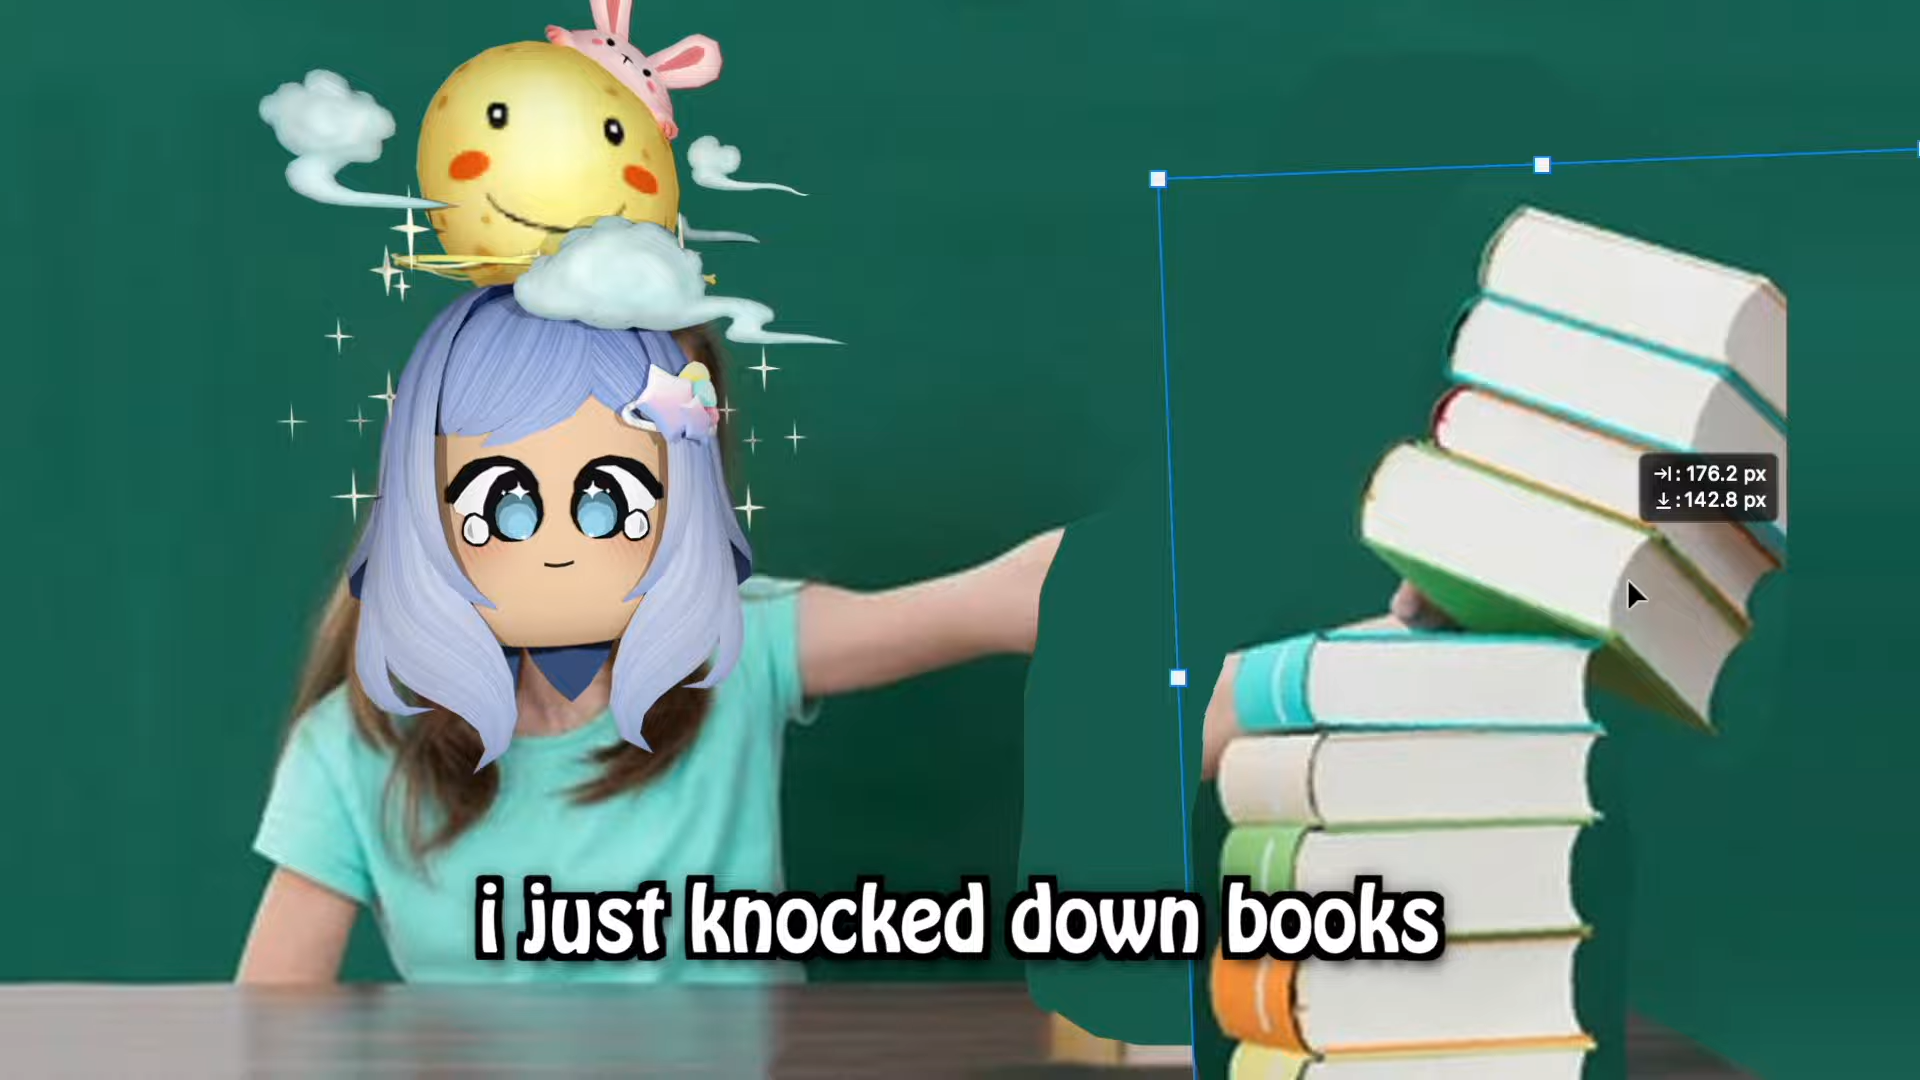 →|: 176.2 px
↓: 142.8 px
i just knocked down books